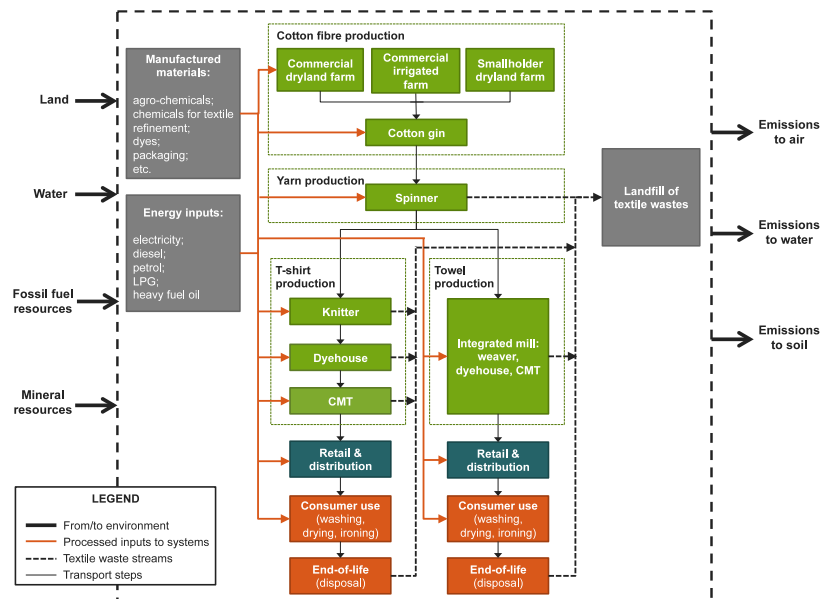 Cotton fibre production
Manufactured
materials:
agro-chemicals;
chemicals for textile
refinement;
dyes;
packaging;
etc.
Commercial
dryland farm
Commercial
irrigated
farm
Smallholder
dryland farm
Cotton gin
Land
Water
Fossil fuel
resources
Mineral
resources
Energy inputs:
electricity;
diesel;
petrol;
LPG;
heavy fuel oil
Yarn production
Spinner
Landfill of
textile wastes
Emissions
to air
Emissions
to water
Emissions
to soil
T-shirt
production
Knitter
Dyehouse
CMT
Retail &
distribution
Consumer use
(washing,
drying, ironing)
End-of-life
(disposal)
Towel
production
Integrated mill:
weaver,
dyehouse, CMT
Retail &
distribution
Consumer use
(washing,
drying, ironing)
End-of-life
(disposal)
LEGEND
From/to environment
Processed inputs to systems
Textile waste streams
Transport steps